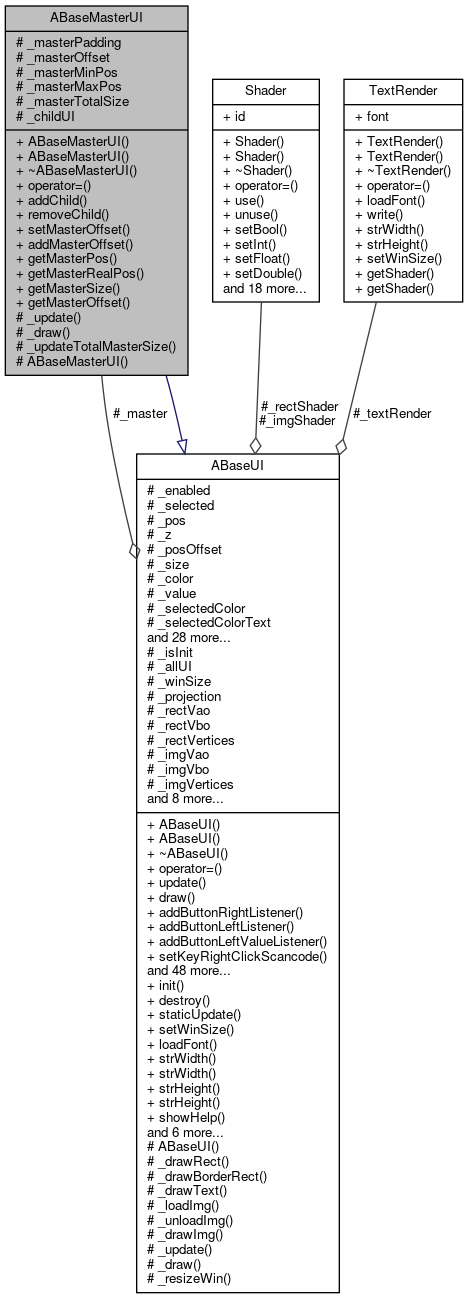 ABaseMasterUI
# _masterPadding
# _masterOffset
# _masterMinPos
# _masterMaxPos
# _masterTotalSize
# _childUI
+ ABaseMasterUI()
+ ABaseMasterUI()
+ ~ABaseMasterUI()
+ operator=()
+ addChild()
+ removeChild()
+ setMasterOffset()
+ addMasterOffset()
+ getMasterPos()
+ getMasterRealPos()
+ getMasterSize()
+ getMasterOffset()
# _update()
# _draw()
# _updateTotalMasterSize()
# ABaseMasterUI()
Shader
+ id
+ Shader()
+ Shader()
+ ~Shader()
+ operator=()
+ use()
+ unuse()
+ setBool()
+ setInt()
+ setFloat()
+ setDouble()
and 18 more...
TextRender
+ font
+ TextRender()
+ TextRender()
+ ~TextRender()
+ operator=()
+ loadFont()
+ write()
+ strWidth()
+ strHeight()
+ setWinSize()
+ getShader()
+ getShader()
#_master
#_rectShader
#_imgShader
#_textRender
ABaseUI
# _enabled
# _selected
# _pos
# _z
# _posOffset
# _size
# _color
# _value
# _selectedColor
# _selectedColorText
and 28 more...
# _isInit
# _allUI
# _winSize
# _projection
# _rectVao
# _rectVbo
# _rectVertices
# _imgVao
# _imgVbo
# _imgVertices
and 8 more...
+ ABaseUI()
+ ABaseUI()
+ ~ABaseUI()
+ operator=()
+ update()
+ draw()
+ addButtonRightListener()
+ addButtonLeftListener()
+ addButtonLeftValueListener()
+ setKeyRightClickScancode()
and 48 more...
+ init()
+ destroy()
+ staticUpdate()
+ setWinSize()
+ loadFont()
+ strWidth()
+ strWidth()
+ strHeight()
+ strHeight()
+ showHelp()
and 6 more...
# ABaseUI()
# _drawRect()
# _drawBorderRect()
# _drawText()
# _loadImg()
# _unloadImg()
# _drawImg()
# _update()
# _draw()
# _resizeWin()